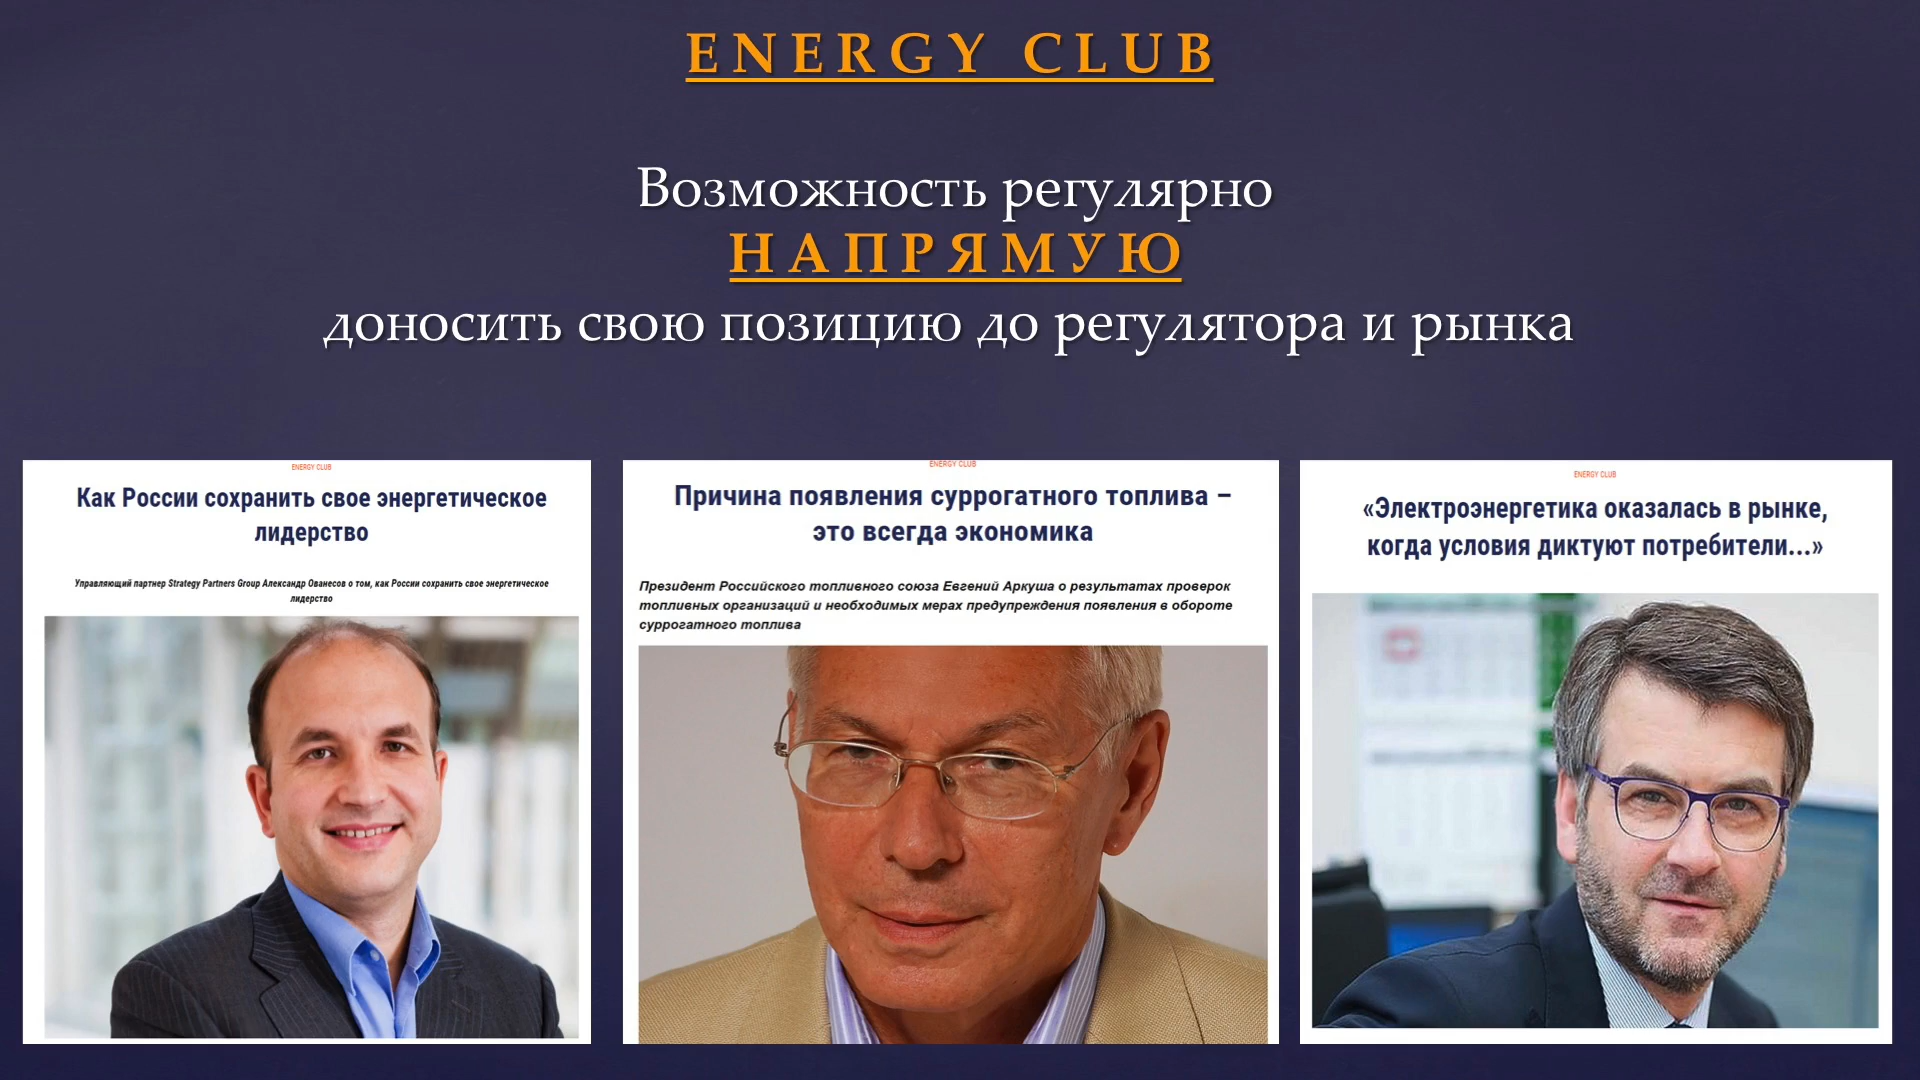 ENERGY CLUB
Возможность регулярно
НАПРЯМУЮ
доносить свою позицию до регулятора и рынка
ENERGY CLUB
Как России сохранить свое энергетическое
лидерство
Управляющий партнер Strategy Partners Group Александр Ованесов о том, как России сохранить свое энергетическое
лидерство
ENERGY CLUB
Причина появления суррогатного топлива –
это всегда экономика
Президент Российского топливного союза Евгений Аркуша о результатах проверок
топливных организаций и необходимых мерах предупреждения появления в обороте
суррогатного топлива
ENERGY CLUB
«Электроэнергетика оказалась в рынке,
когда условия диктуют потребители...»